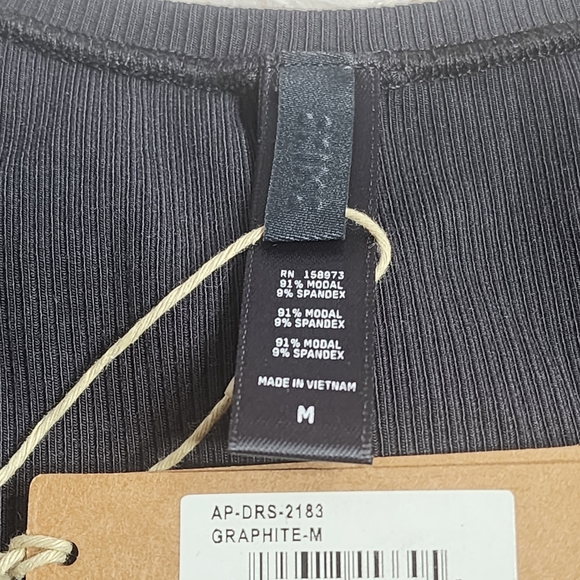 RN 158973
91% MODAL
9% SPANDEX
91% MODAL
9% SPANDEX
91% MODAL
9% SPANDEX
MADE IN VIETNAM
M
AP-DRS-2183
GRAPHITE-M